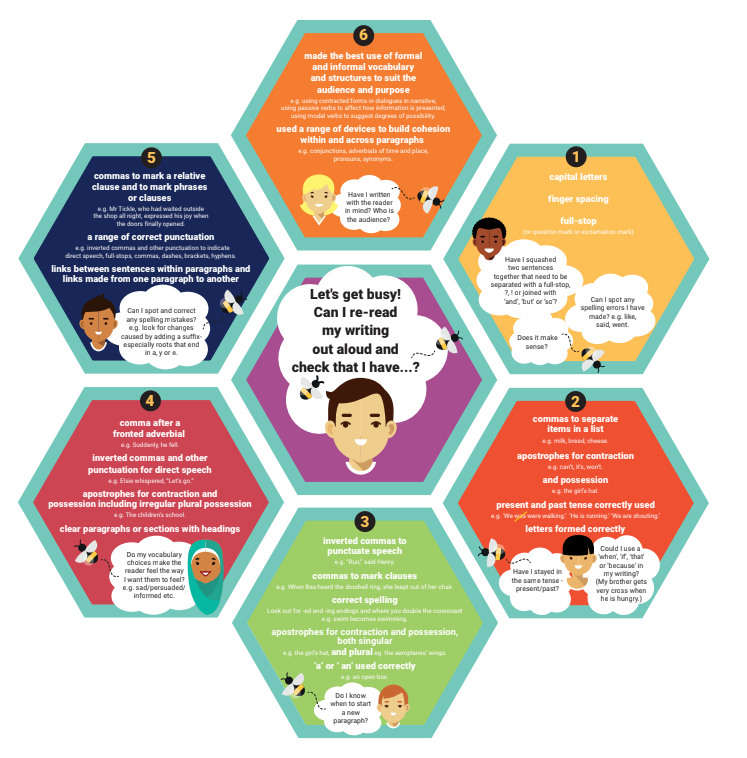 6
made the best use of formal
and informal vocabulary
and structures to suit the
audience and purpose
e.g. using contracted forms in dialogues in narrative;
using passive verbs to affect how information is presented;
using modal verbs to suggest degrees of possibility.
used a range of devices to build cohesion
within and across paragraphs
e.g. conjunctions, adverbials of time and place,
pronouns, synonyms.
Have I written
with the reader
in mind? Who is
the audience?
5
commas to mark a relative
clause and to mark phrases
or clauses
e.g. Mr Tickle, who had waited outside
the shop all night, expressed his joy when
the doors finally opened.
a range of correct punctuation
e.g. inverted commas and other punctuation to indicate
direct speech, full-stops, commas, dashes, brackets, hyphens.
links between sentences within paragraphs and
links made from one paragraph to another
Can I spot and correct
any spelling mistakes?
e.g. look for changes
caused by adding a suffix-
especially roots that end
in a, y or e.
1
capital letters
finger spacing
full-stop
(or question mark or exclamation mark)
Have I squashed
two sentences
together that need to be
separated with a full-stop,
?, ! or joined with
'and', 'but' or 'so'?
Can I spot any
spelling errors I have
made? e.g. like,
said, went.
Does it make
sense?
Let's get busy!
Can I re-read
my writing
out aloud and
check that I have...?
4
comma after a
fronted adverbial
e.g. Suddenly, he fell.
inverted commas and other
punctuation for direct speech
e.g. Elsie whispered, "Let's go."
apostrophes for contraction and
possession including irregular plural possession
e.g. The children's school.
clear paragraphs or sections with headings
Do my vocabulary
choices make the
reader feel the way
I want them to feel?
e.g. sad/persuaded/
informed etc.
2
commas to separate
items in a list
e.g. milk, bread, cheese.
apostrophes for contraction
e.g. can't, it's, won't.
and possession
e.g. the girl's hat.
present and past tense correctly used
e.g. 'We was were walking.' 'He is running.' 'We are shouting.'
letters formed correctly
Have I stayed in
the same tense -
present/past?
Could I use a
'when', 'if', 'that'
or 'because' in
my writing?
(My brother gets
very cross when
he is hungry.)
3
inverted commas to
punctuate speech
e.g. "Run," said Henry.
commas to mark clauses
e.g. When Bea heard the doorbell ring, she leapt out of her chair.
correct spelling
Look out for -ed and -ing endings and where you double the consonant
e.g. swim becomes swimming.
apostrophes for contraction and possession,
both singular
e.g. the girl's hat, and plural eg. the aeroplanes' wings.
'a' or ' an' used correctly
e.g. an open box.
Do I know
when to start
a new
paragraph?